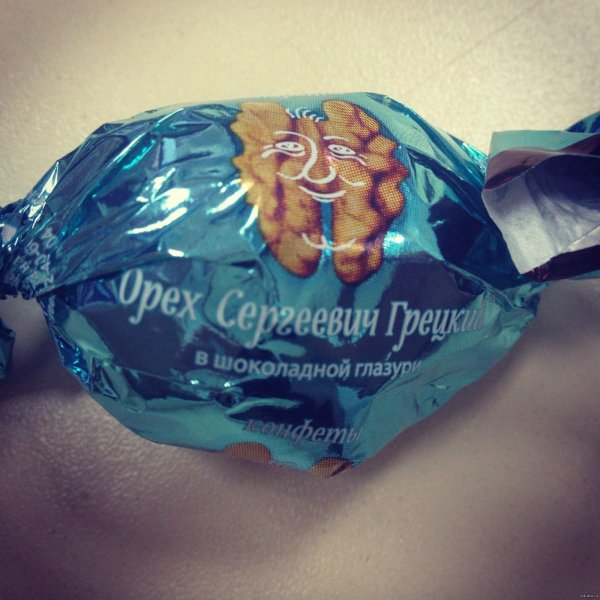 Орех Сергеевич Грецкий
в шоколадной глазури
конфеты